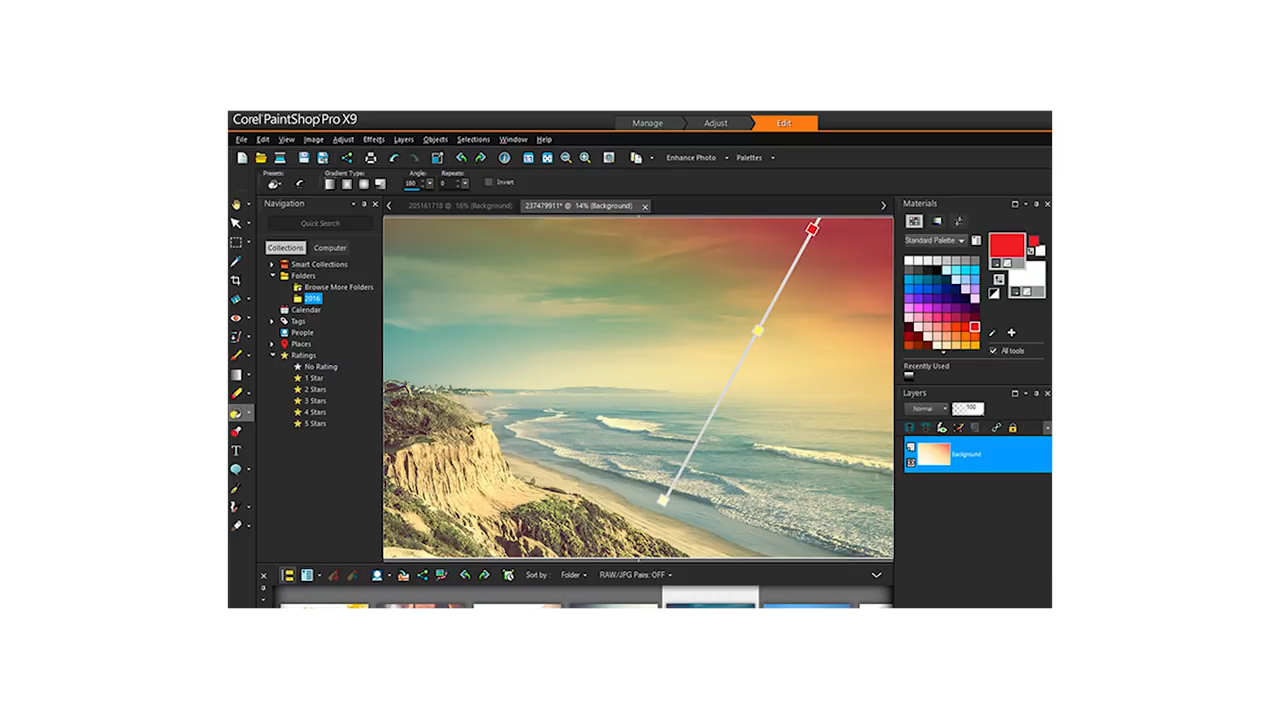 Corel PaintShop Pro X9
Manage Adjust Edit
File Edit View Image Adjust Effects Layers Objects Selections Window Help
Enhance Photo Palettes
Presets: Gradient Type: Angle: Repeats:
180 0 Invert
Navigation
205161718 @ 16% (Background) 237479911* @ 14% (Background)
Materials
Quick Search
Standard Palette
Collections Computer
Smart Collections
Folders
Browse More Folders
2016
Calendar
Tags
People
Places
Ratings
No Rating
1 Star
2 Stars
3 Stars
4 Stars
5 Stars
All tools
Recently Used
Layers
Normal 100
Background
T
Sort by: Folder RAW/JPG Pairs: OFF